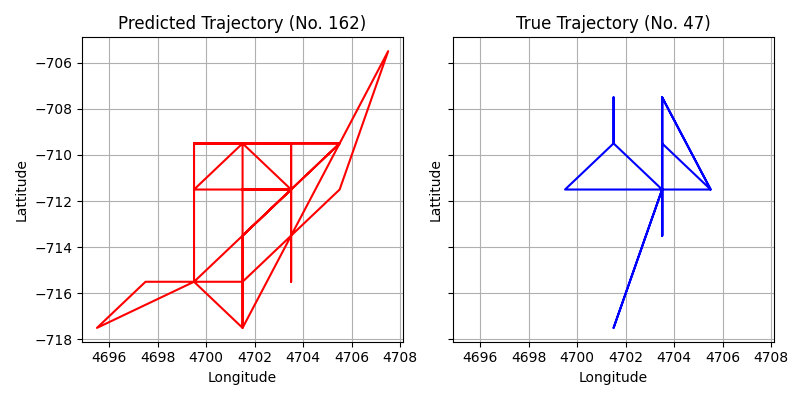 Predicted Trajectory (No. 162)
Lattitude
−706
−708
−710
−712
−714
−716
−718
4696 4698 4700 4702 4704 4706 4708
Longitude
True Trajectory (No. 47)
Lattitude
4696 4698 4700 4702 4704 4706 4708
Longitude